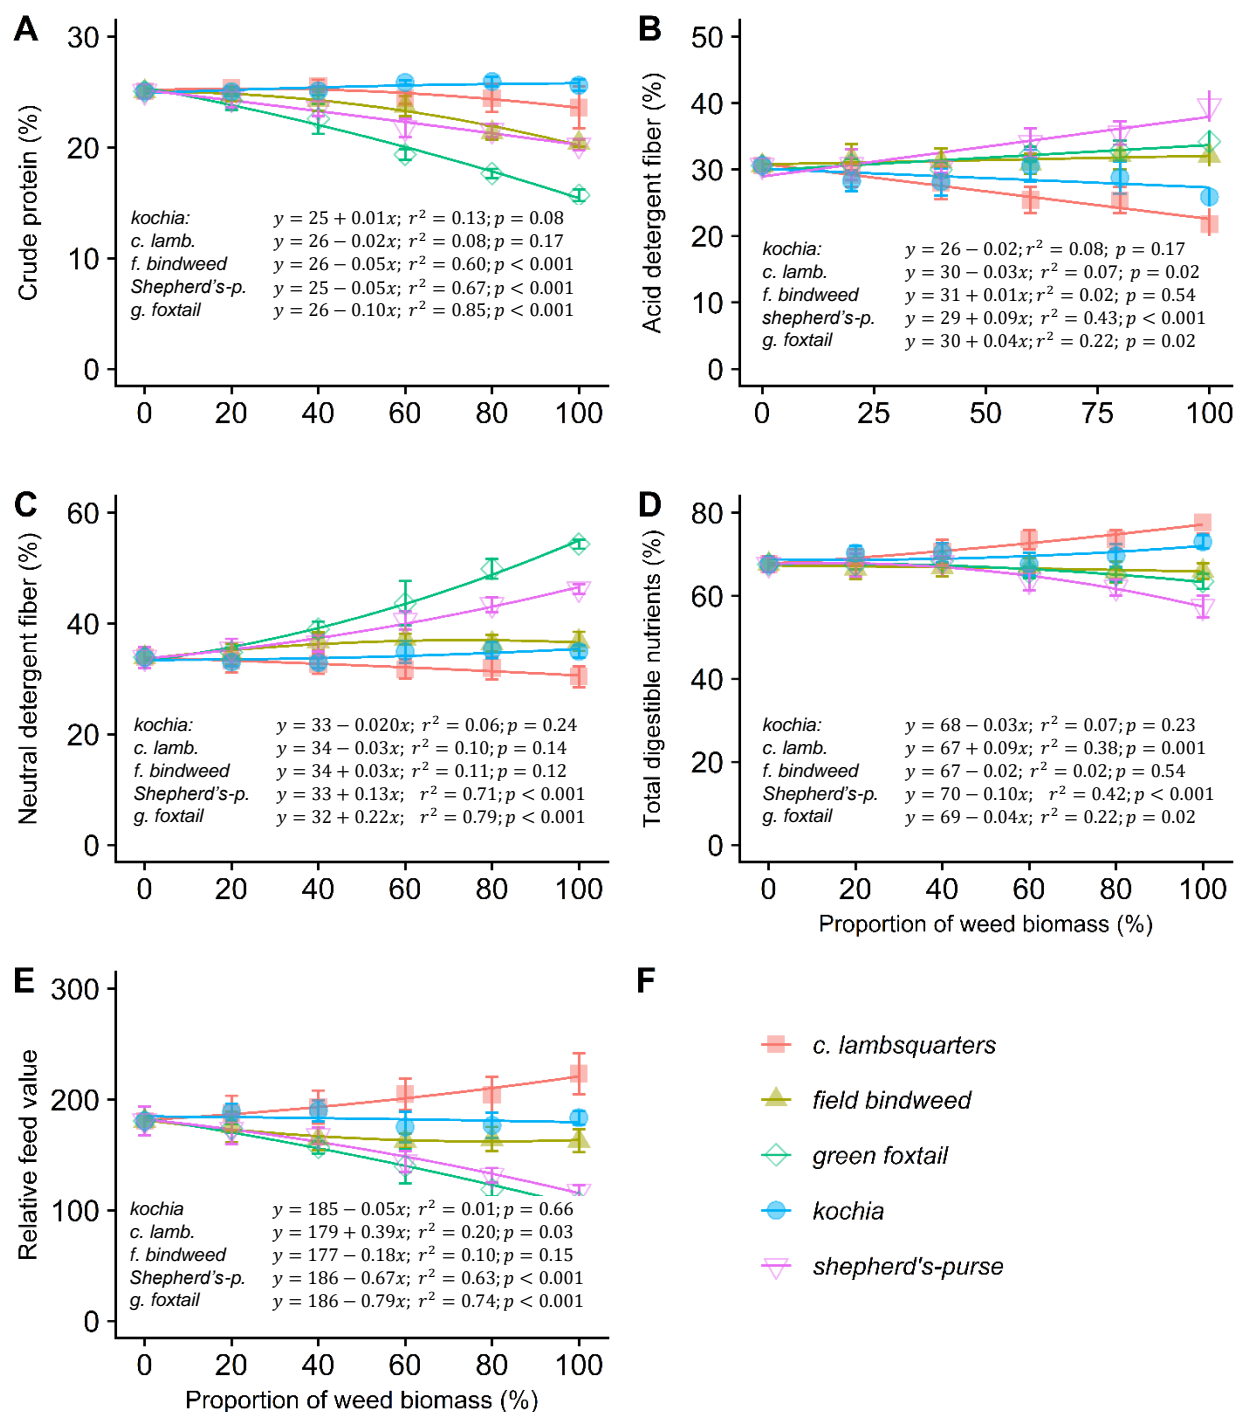 A
Crude protein (%)
30
20
10
0
kochia: y = 25 + 0.01x; r² = 0.13; p = 0.08
c. lamb. y = 26 − 0.02x; r² = 0.08; p = 0.17
f. bindweed y = 26 − 0.05x; r² = 0.60; p < 0.001
Shepherd's-p. y = 25 − 0.05x; r² = 0.67; p < 0.001
g. foxtail y = 26 − 0.10x; r² = 0.85; p < 0.001
0 20 40 60 80 100
B
Acid detergent fiber (%)
50
40
30
20
10
0
kochia: y = 26 − 0.02; r² = 0.08; p = 0.17
c. lamb. y = 30 − 0.03x; r² = 0.07; p = 0.02
f. bindweed y = 31 + 0.01x; r² = 0.02; p = 0.54
shepherd's-p. y = 29 + 0.09x; r² = 0.43; p < 0.001
g. foxtail y = 30 + 0.04x; r² = 0.22; p = 0.02
0 25 50 75 100
C
Neutral detergent fiber (%)
60
40
20
0
kochia: y = 33 − 0.020x; r² = 0.06; p = 0.24
c. lamb. y = 34 − 0.03x; r² = 0.10; p = 0.14
f. bindweed y = 34 + 0.03x; r² = 0.11; p = 0.12
Shepherd's-p. y = 33 + 0.13x; r² = 0.71; p < 0.001
g. foxtail y = 32 + 0.22x; r² = 0.79; p < 0.001
0 20 40 60 80 100
D
Total digestible nutrients (%)
80
60
40
20
0
kochia: y = 68 − 0.03x; r² = 0.07; p = 0.23
c. lamb. y = 67 + 0.09x; r² = 0.38; p = 0.001
f. bindweed y = 67 − 0.02; r² = 0.02; p = 0.54
Shepherd's-p. y = 70 − 0.10x; r² = 0.42; p < 0.001
g. foxtail y = 69 − 0.04x; r² = 0.22; p = 0.02
0 20 40 60 80 100
Proportion of weed biomass (%)
E
Relative feed value
300
200
100
0
kochia y = 185 − 0.05x; r² = 0.01; p = 0.66
c. lamb. y = 179 + 0.39x; r² = 0.20; p = 0.03
f. bindweed y = 177 − 0.18x; r² = 0.10; p = 0.15
Shepherd's-p. y = 186 − 0.67x; r² = 0.63; p < 0.001
g. foxtail y = 186 − 0.79x; r² = 0.74; p < 0.001
0 20 40 60 80 100
Proportion of weed biomass (%)
F
c. lambsquarters
field bindweed
green foxtail
kochia
shepherd's-purse